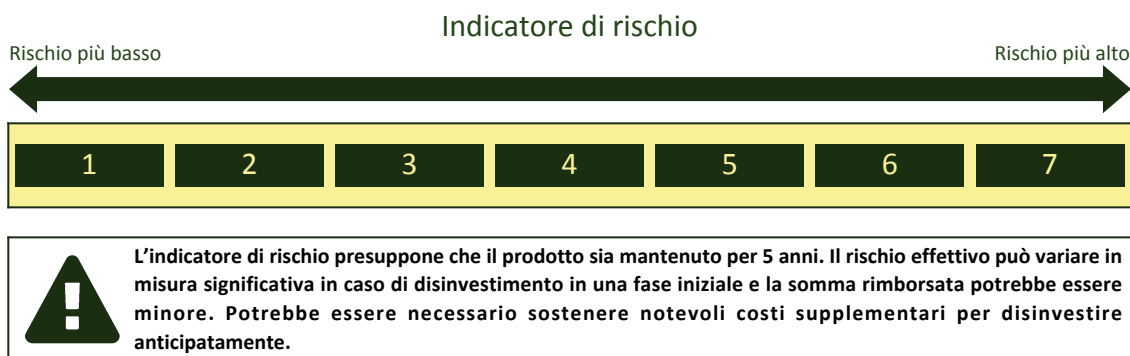 Indicatore di rischio
Rischio più basso
Rischio più alto
1 2 3 4 5 6 7
L’indicatore di rischio presuppone che il prodotto sia mantenuto per 5 anni. Il rischio effettivo può variare in
misura significativa in caso di disinvestimento in una fase iniziale e la somma rimborsata potrebbe essere
minore. Potrebbe essere necessario sostenere notevoli costi supplementari per disinvestire
anticipatamente.